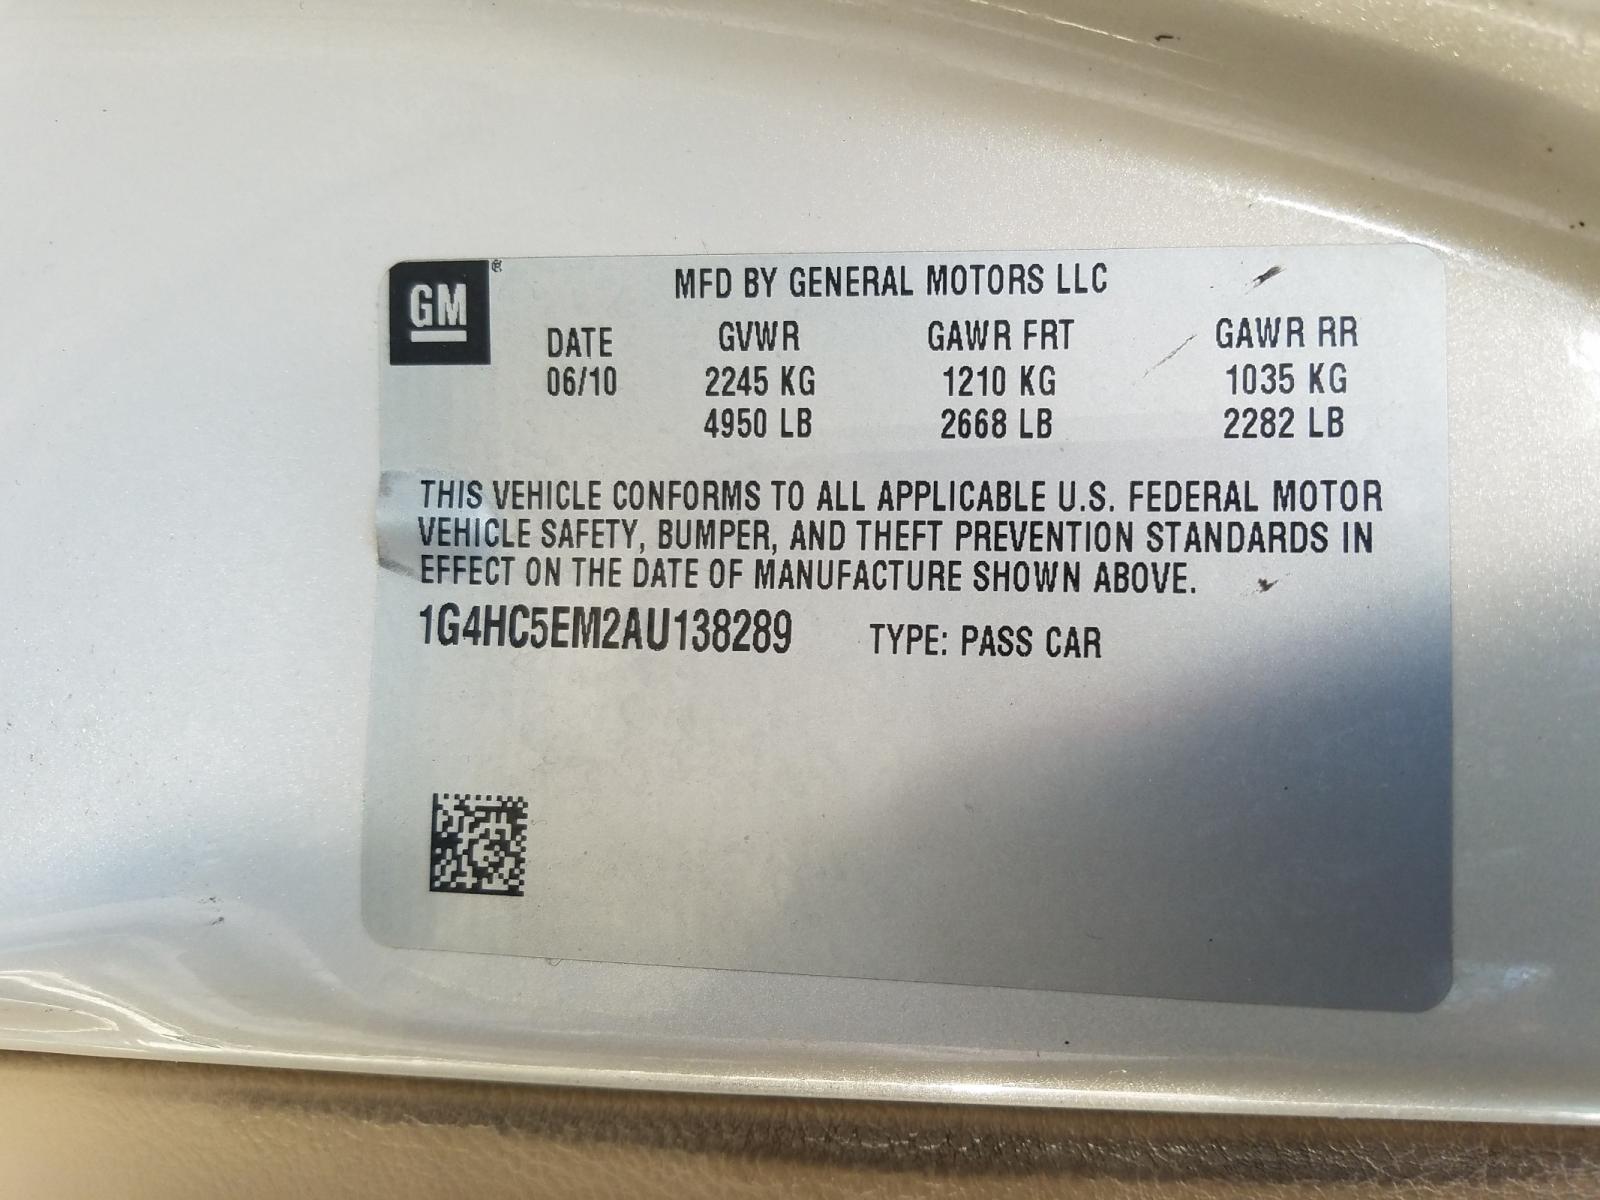 GM ®
MFD BY GENERAL MOTORS LLC
DATE GVWR GAWR FRT GAWR RR
06/10 2245 KG 1210 KG 1035 KG
4950 LB 2668 LB 2282 LB
THIS VEHICLE CONFORMS TO ALL APPLICABLE U.S. FEDERAL MOTOR
VEHICLE SAFETY, BUMPER, AND THEFT PREVENTION STANDARDS IN
EFFECT ON THE DATE OF MANUFACTURE SHOWN ABOVE.
1G4HC5EM2AU138289 TYPE: PASS CAR